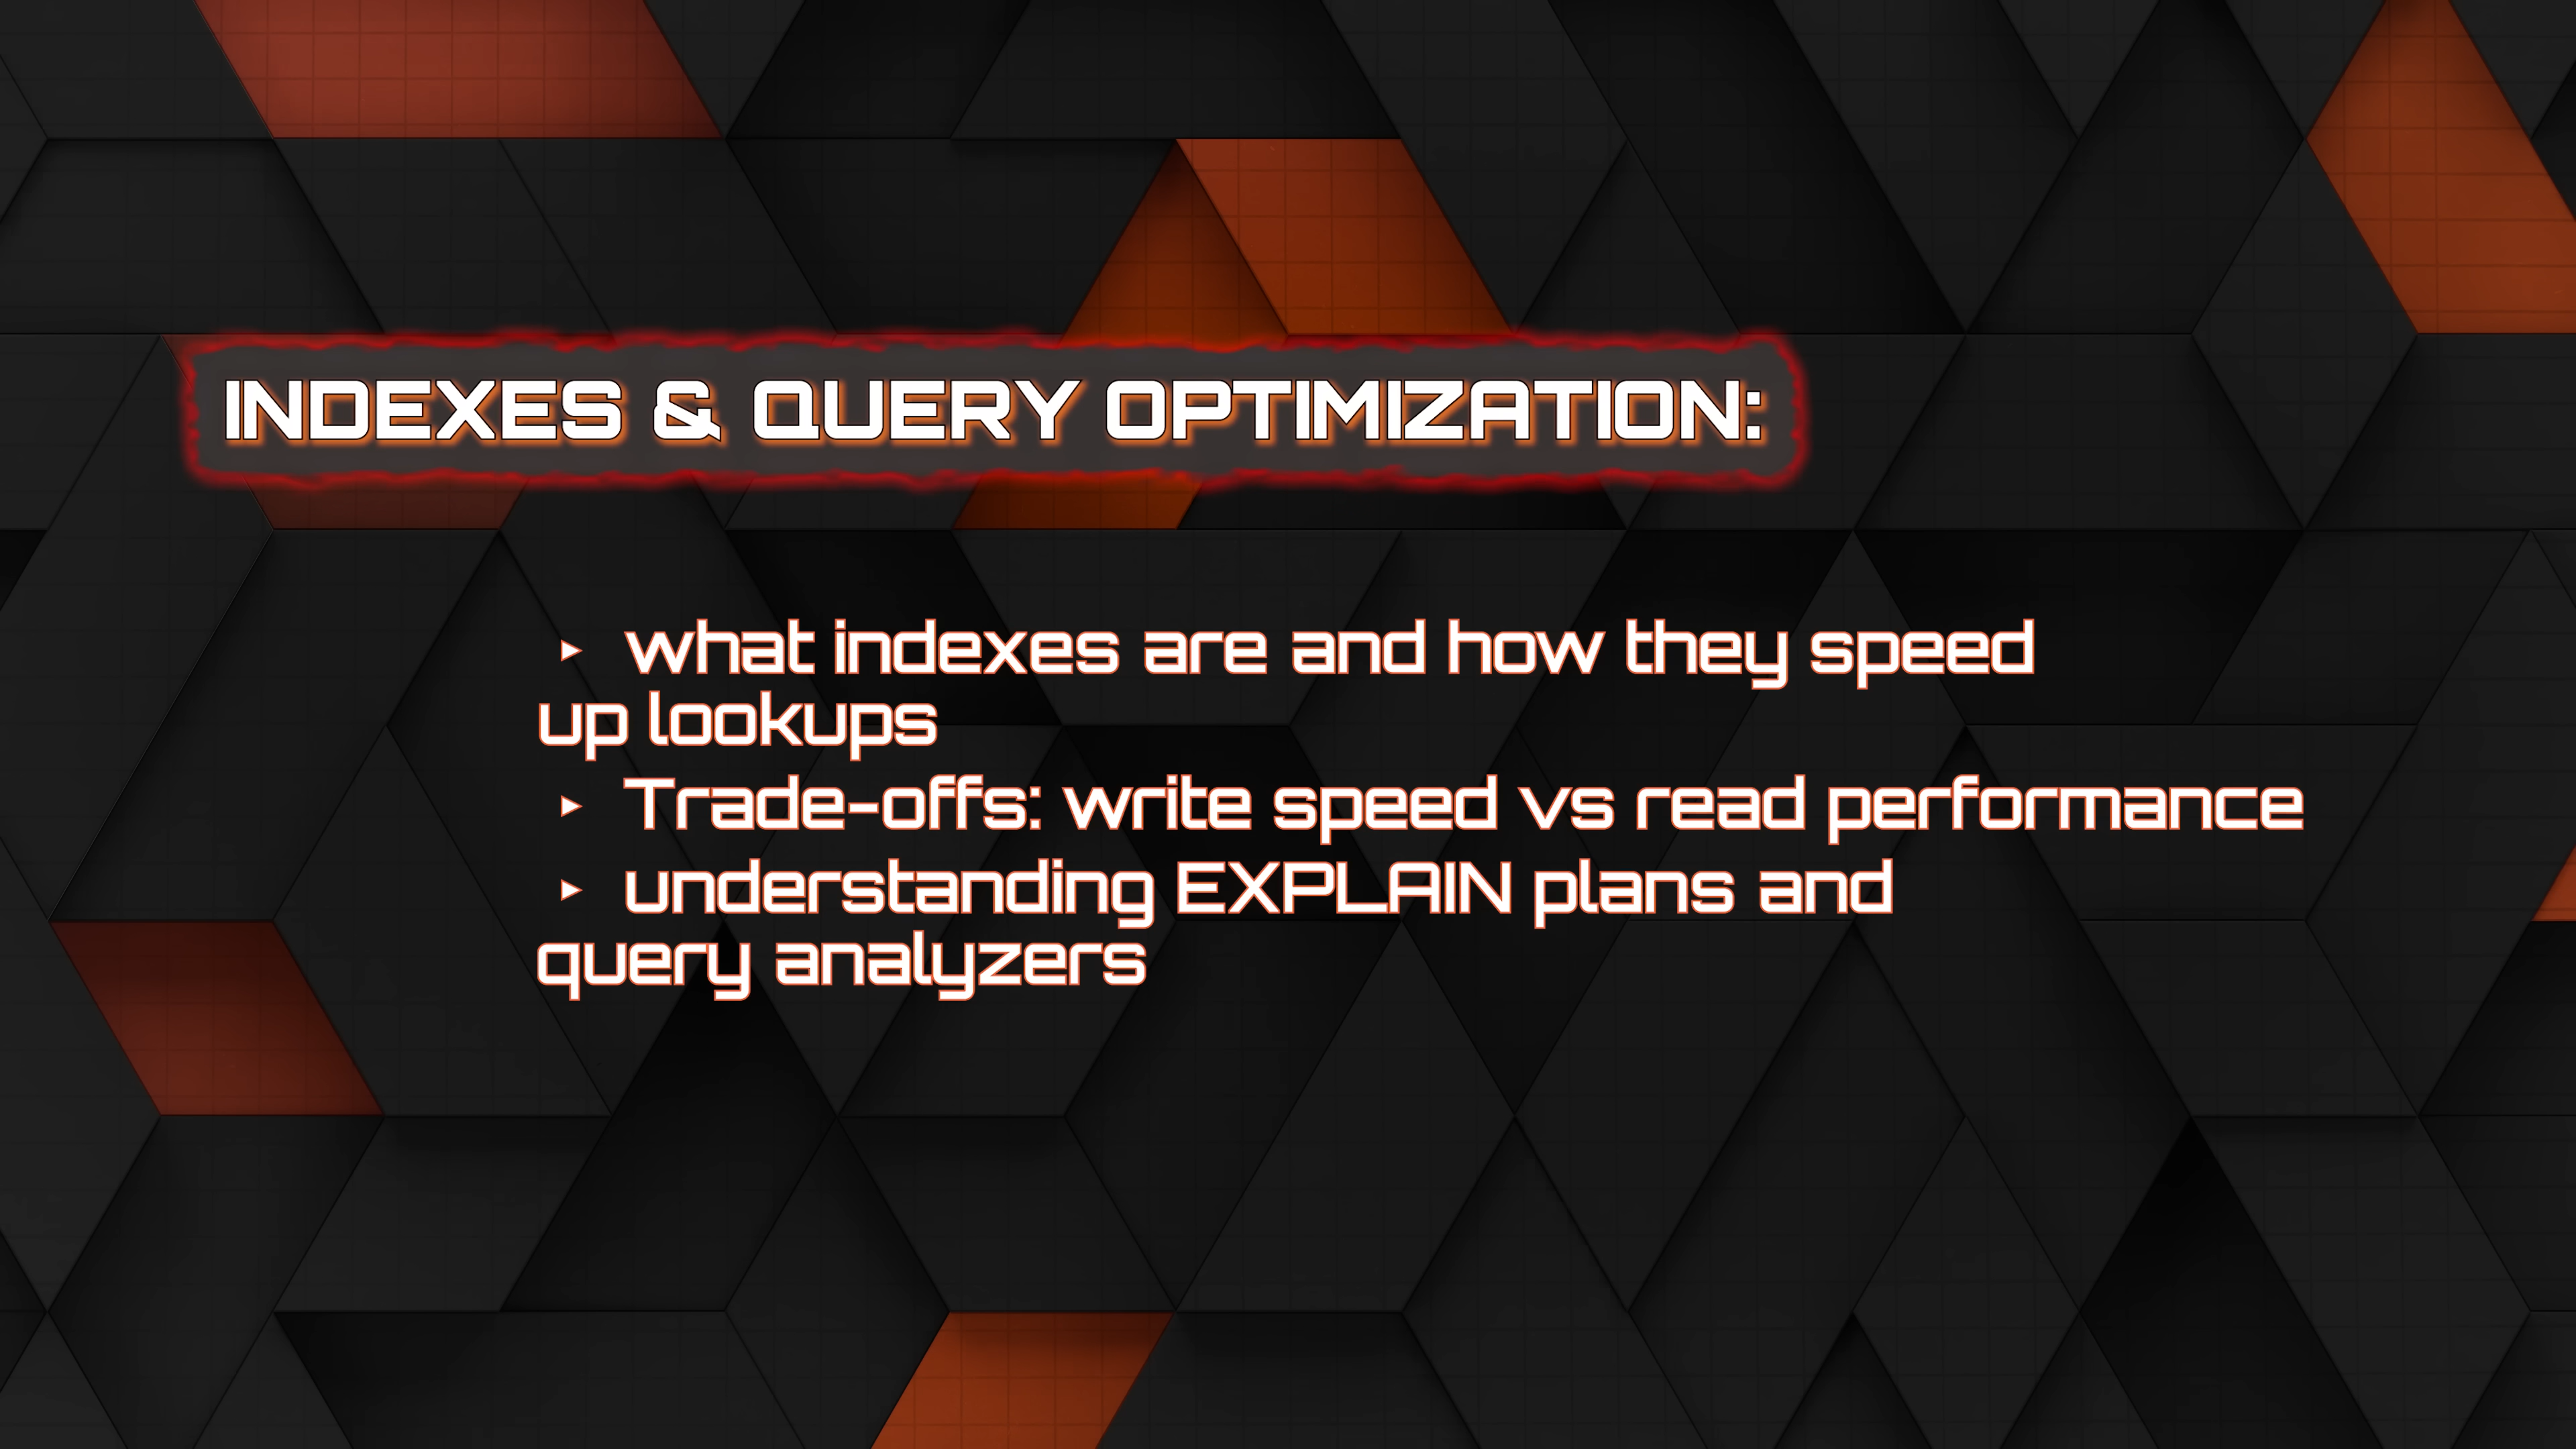 INDEXES & QUERY OPTIMIZATION:
▸ what indexes are and how they speed
up lookups
▸ Trade-offs: write speed vs read performance
▸ understanding EXPLAIN plans and
query analyzers